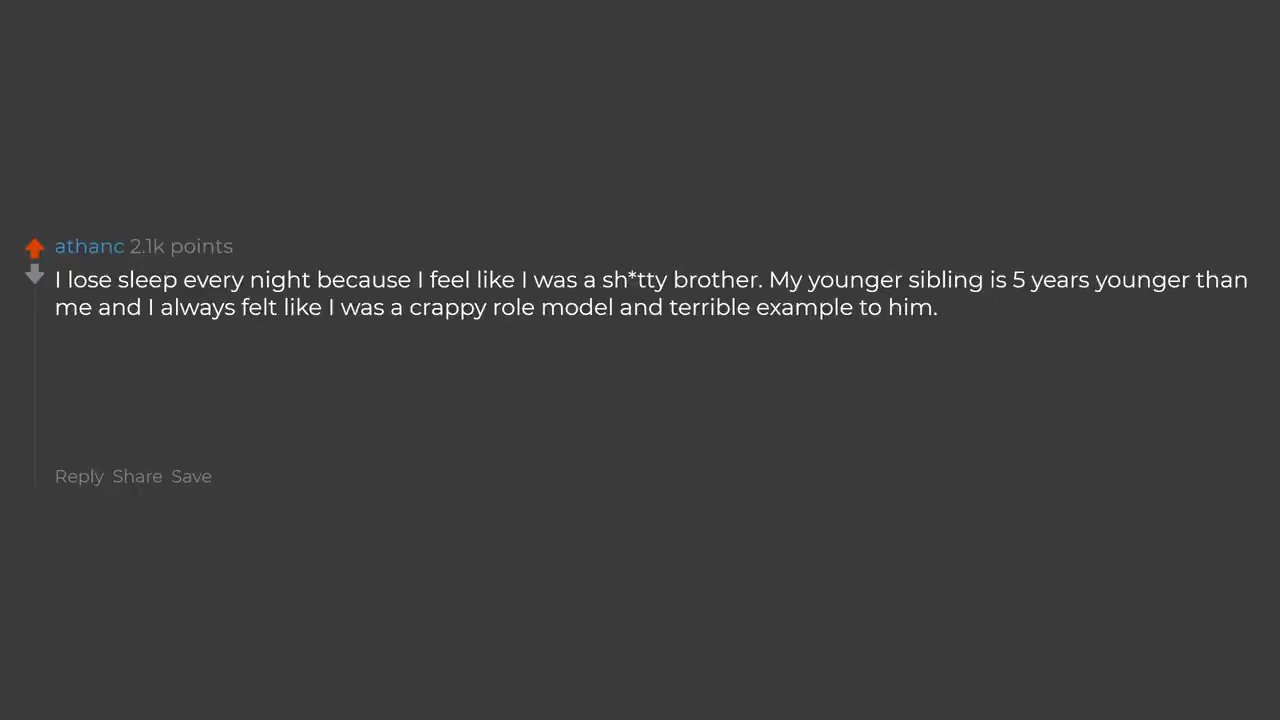 athanc 2.1k points
I lose sleep every night because I feel like I was a sh*tty brother. My younger sibling is 5 years younger than
me and I always felt like I was a crappy role model and terrible example to him.
Reply Share Save